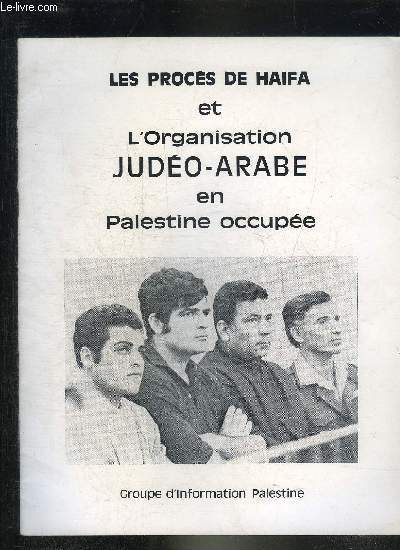 Le-livre.com
LES PROCÈS DE HAIFA
et
L'Organisation
JUDÉO-ARABE
en
Palestine occupée
Groupe d'Information Palestine